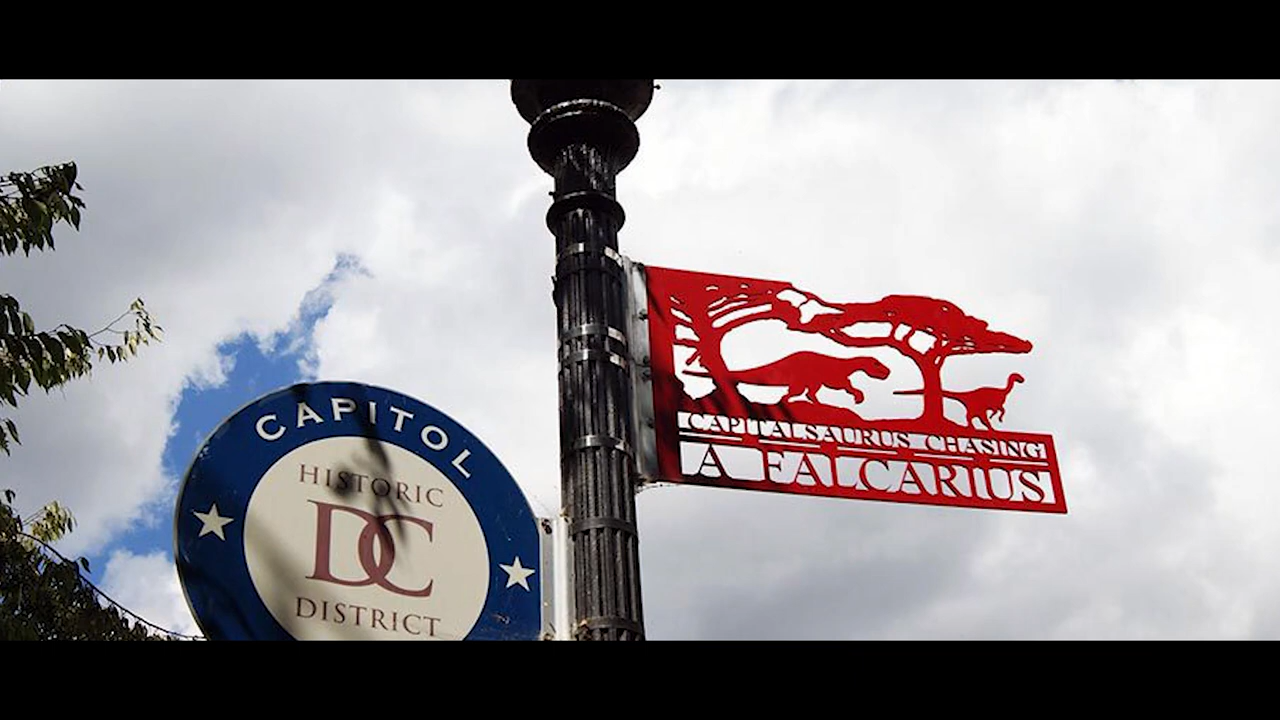 CAPITOL
HISTORIC
DC
DISTRICT
CAPITALSAURUS CHASING
A FALCARIUS